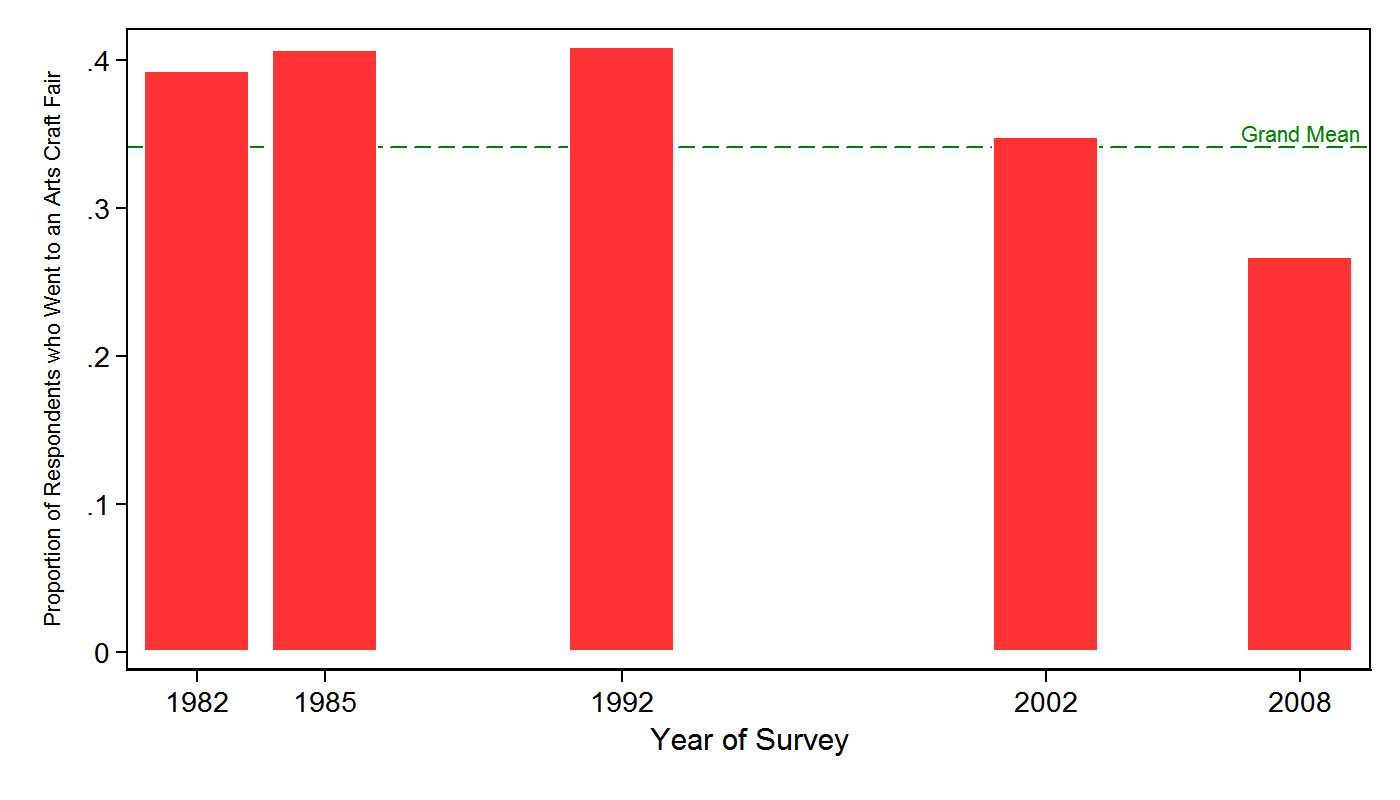 Proportion of Respondents who Went to an Arts Craft Fair
.4
.3
.2
.1
0
Grand Mean
1982 1985 1992 2002 2008
Year of Survey